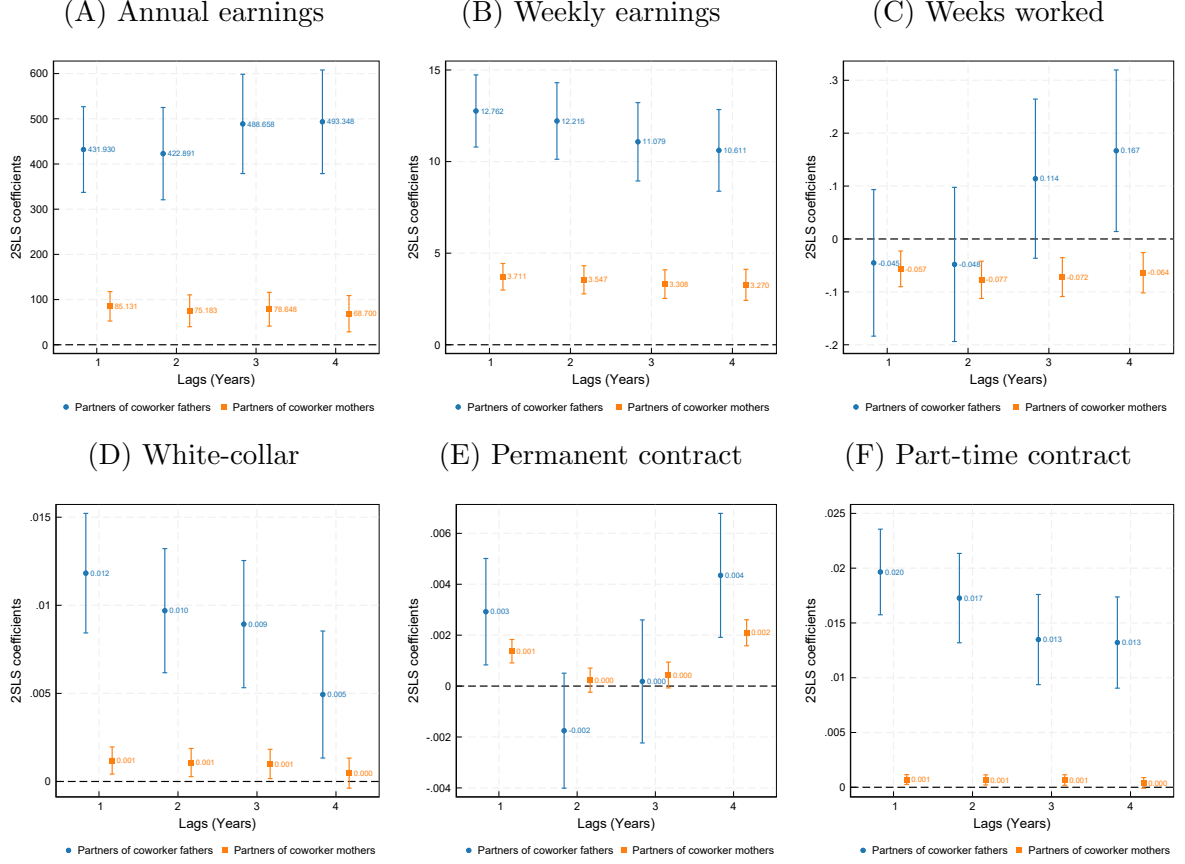 (A) Annual earnings
600
500
400
300
200
100
0
2SLS coefficients
431.930
422.891
488.658
493.348
85.131
75.183
78.648
68.700
1 2 3 4
Lags (Years)
Partners of coworker fathers Partners of coworker mothers
(B) Weekly earnings
15
10
5
0
2SLS coefficients
12.762
12.215
11.079
10.611
3.711
3.547
3.308
3.270
1 2 3 4
Lags (Years)
Partners of coworker fathers Partners of coworker mothers
(C) Weeks worked
.3
.2
.1
0
-.1
-.2
2SLS coefficients
-0.045
-0.048
0.114
0.167
-0.057
-0.077
-0.072
-0.064
1 2 3 4
Lags (Years)
Partners of coworker fathers Partners of coworker mothers
(D) White-collar
.015
.01
.005
0
2SLS coefficients
0.012
0.010
0.009
0.005
0.001
0.001
0.001
0.000
1 2 3 4
Lags (Years)
Partners of coworker fathers Partners of coworker mothers
(E) Permanent contract
.006
.004
.002
0
-.002
-.004
2SLS coefficients
0.003
-0.002
0.000
0.004
0.001
0.000
0.000
0.002
1 2 3 4
Lags (Years)
Partners of coworker fathers Partners of coworker mothers
(F) Part-time contract
.025
.02
.015
.01
.005
0
2SLS coefficients
0.020
0.017
0.013
0.013
0.001
0.001
0.001
0.000
1 2 3 4
Lags (Years)
Partners of coworker fathers Partners of coworker mothers